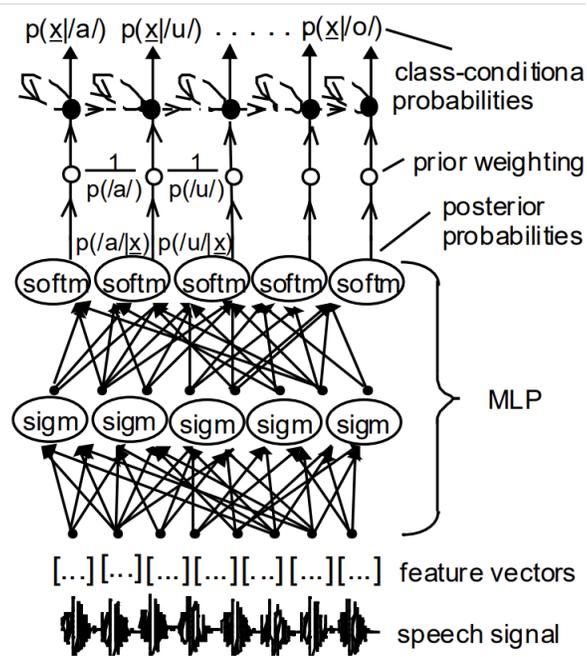 p(x|/a/) p(x|/u/) . . . . . p(x|/o/)
class-conditiona
probabilities
1 1
p(/a/) p(/u/)
prior weighting
posterior
probabilities
p(/a/|x) p(/u/|x)
softm softm softm softm softm
sigm sigm sigm sigm sigm
MLP
[...] [...] [...] [...] [...] [...] [...]
feature vectors
speech signal